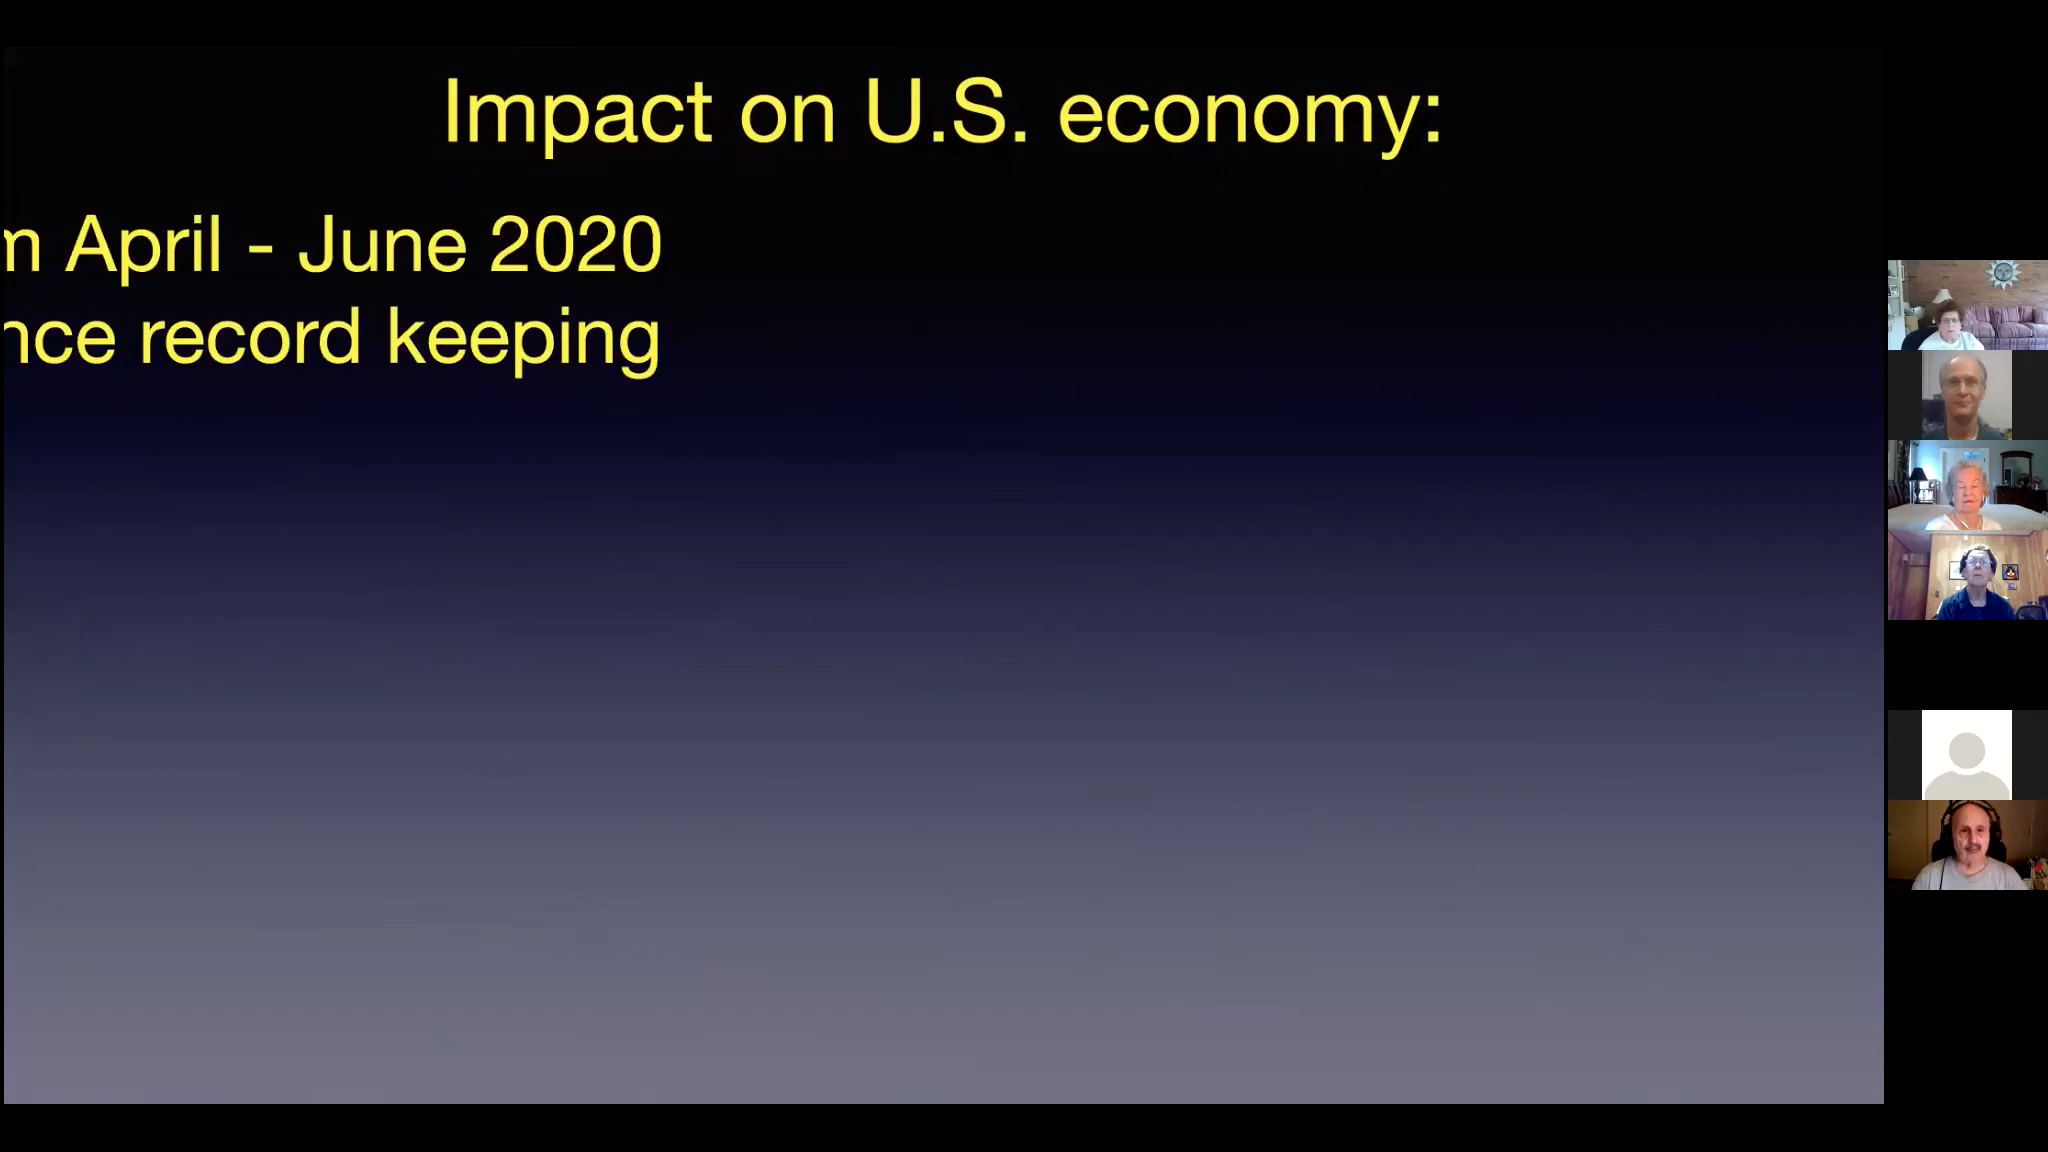 Impact on U.S. economy:
m April - June 2020
nce record keeping